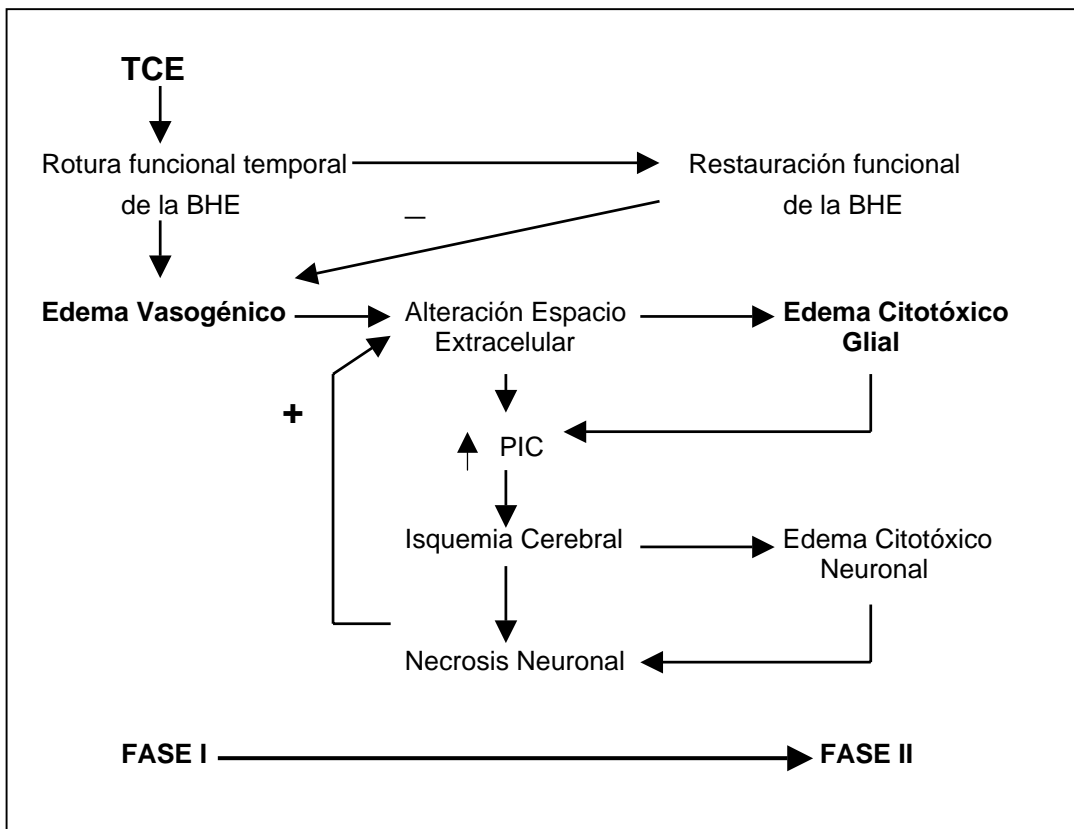 TCE
Rotura funcional temporal
de la BHE
Restauración funcional
de la BHE
–
Edema Vasogénico
Alteración Espacio
Extracelular
Edema Citotóxico
Glial
+
PIC
Isquemia Cerebral
Edema Citotóxico
Neuronal
Necrosis Neuronal
FASE I
FASE II